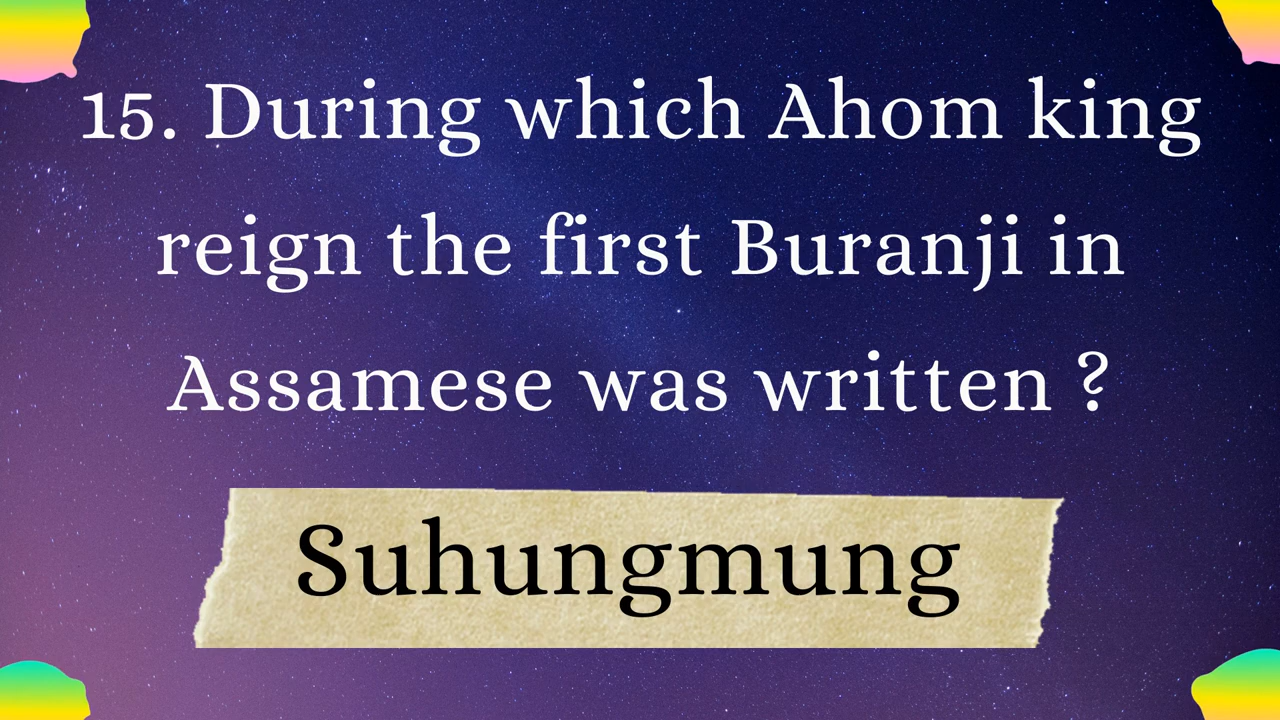 15. During which Ahom king
reign the first Buranji in
Assamese was written ?
Suhungmung